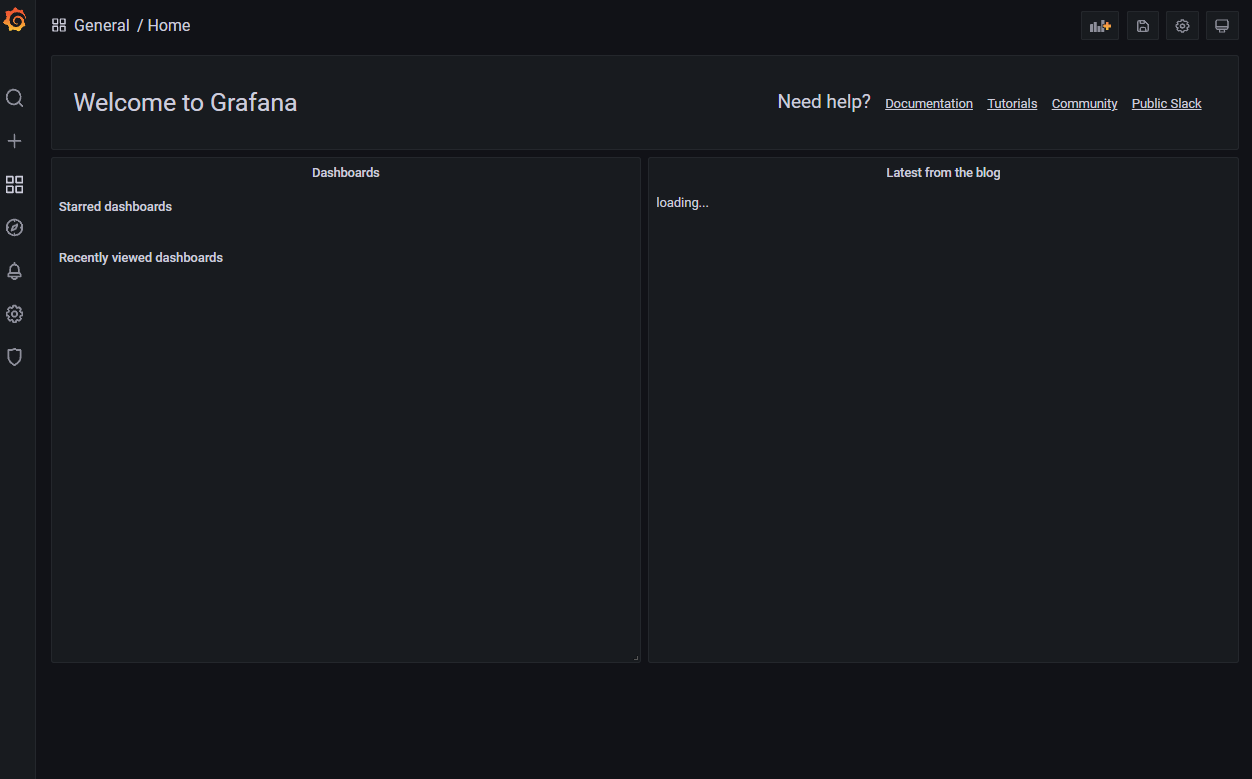 General / Home
Welcome to Grafana
Need help? Documentation Tutorials Community Public Slack
Dashboards
Starred dashboards
Recently viewed dashboards
Latest from the blog
loading...